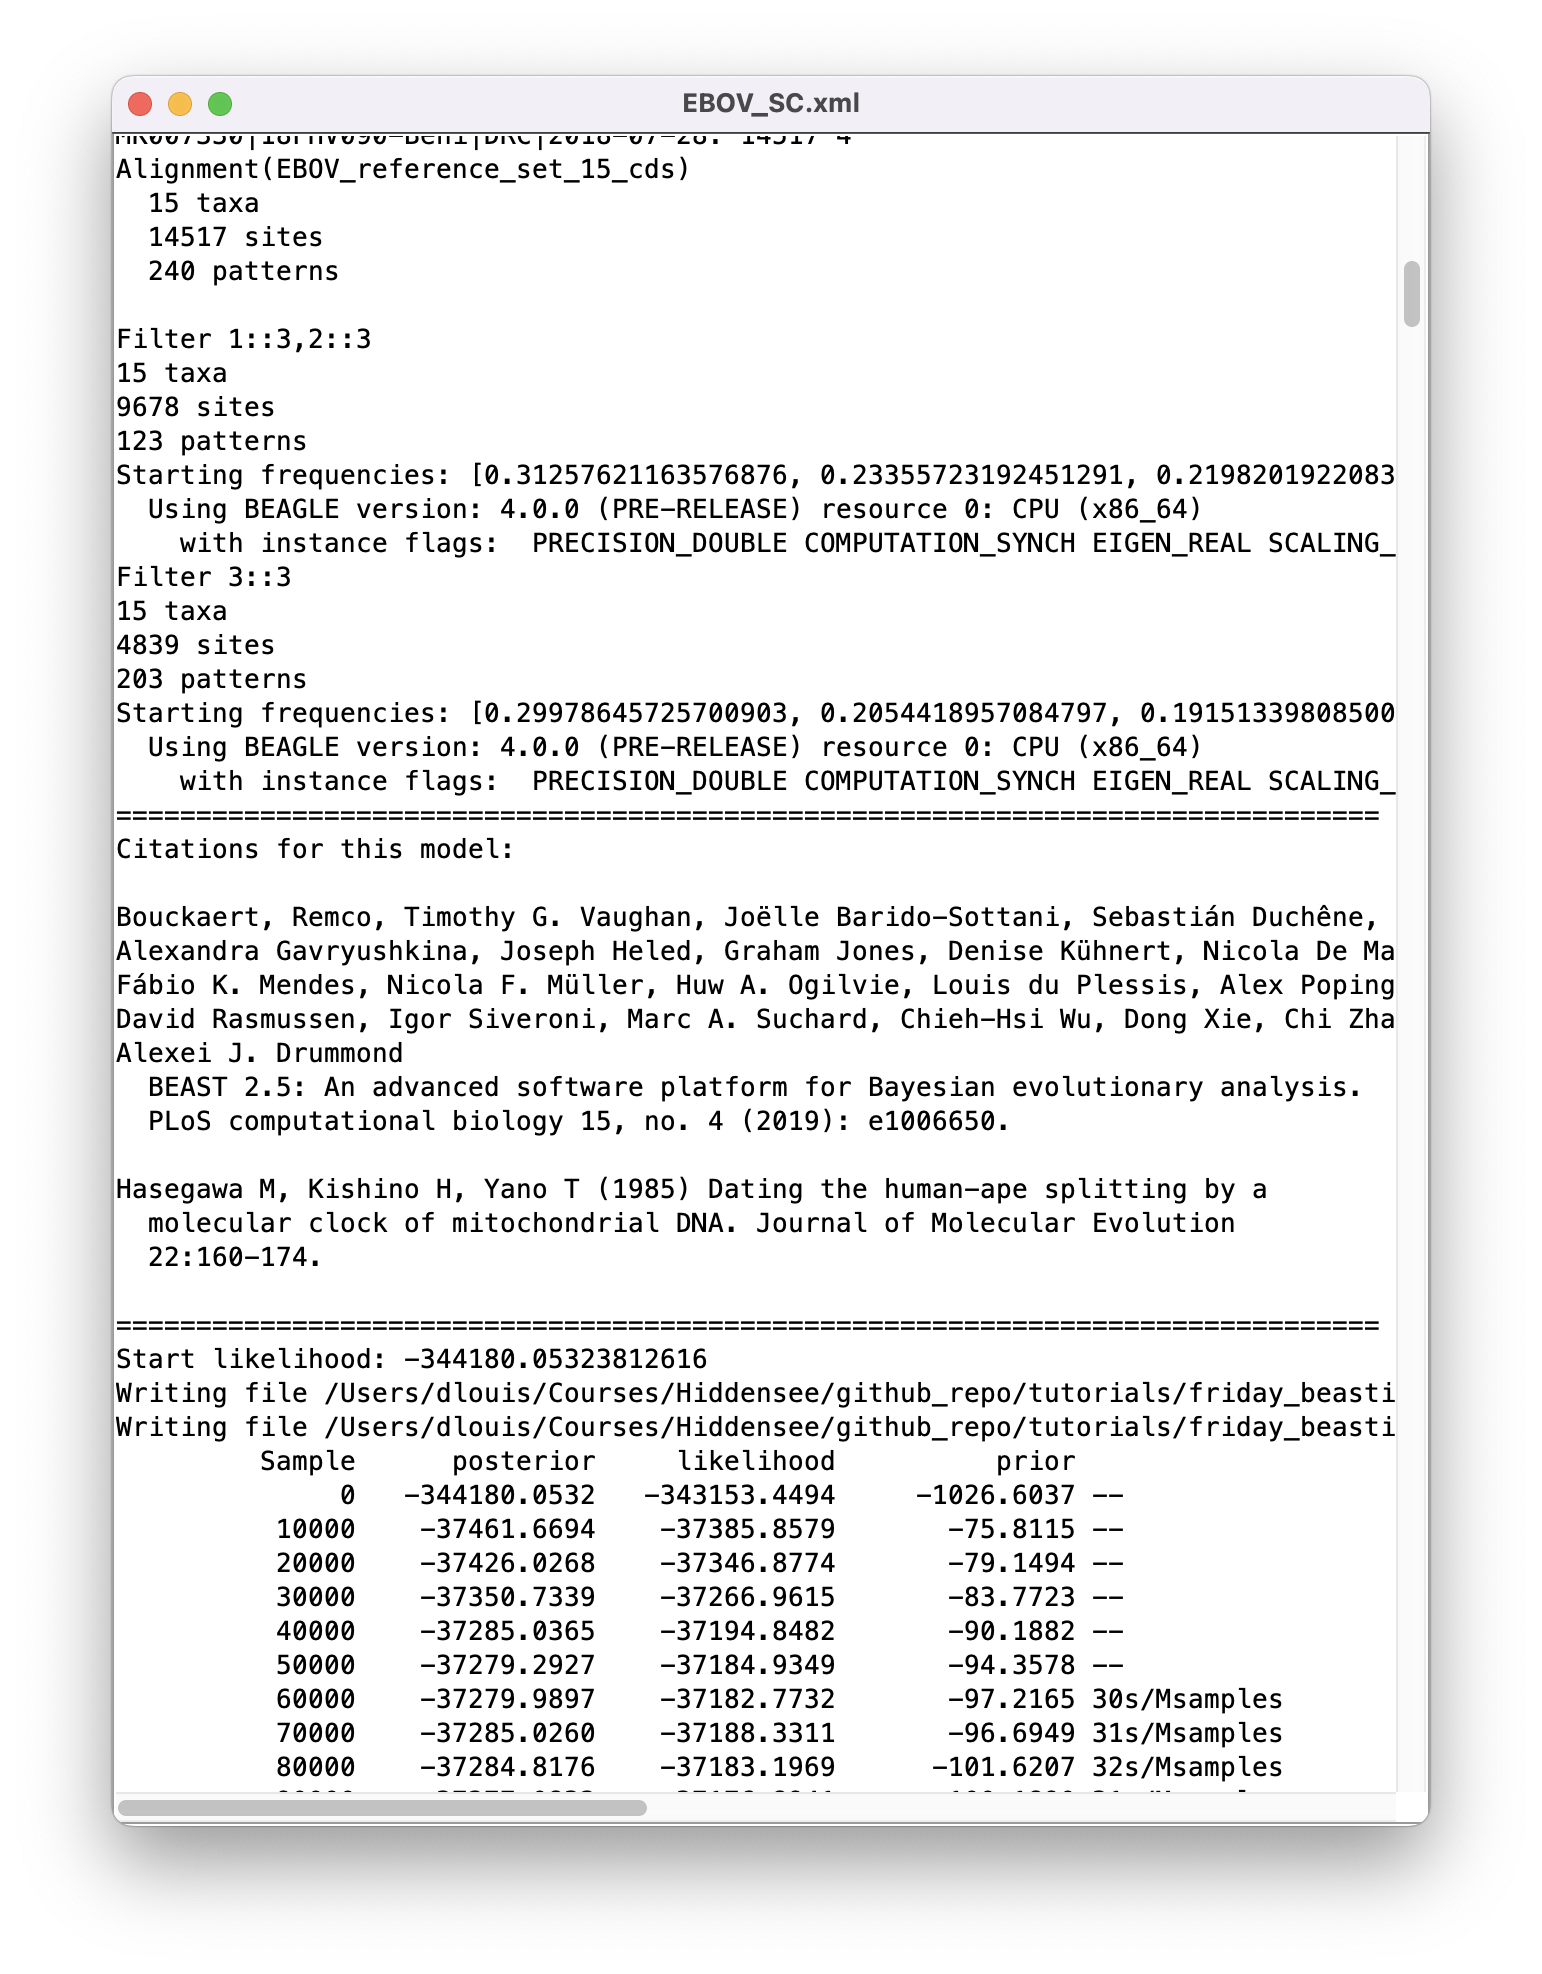 EBOV_SC.xml
MK007330|18FHV090-Beni|DRC|2018-07-28: 14517 4
Alignment(EBOV_reference_set_15_cds)
  15 taxa
  14517 sites
  240 patterns
Filter 1::3,2::3
15 taxa
9678 sites
123 patterns
Starting frequencies: [0.31257621163576876, 0.23355723192451291, 0.2198201922083
  Using BEAGLE version: 4.0.0 (PRE-RELEASE) resource 0: CPU (x86_64)
    with instance flags:  PRECISION_DOUBLE COMPUTATION_SYNCH EIGEN_REAL SCALING_
Filter 3::3
15 taxa
4839 sites
203 patterns
Starting frequencies: [0.29978645725700903, 0.2054418957084797, 0.19151339808500
  Using BEAGLE version: 4.0.0 (PRE-RELEASE) resource 0: CPU (x86_64)
    with instance flags:  PRECISION_DOUBLE COMPUTATION_SYNCH EIGEN_REAL SCALING_
===============================================================================
Citations for this model:
Bouckaert, Remco, Timothy G. Vaughan, Joëlle Barido-Sottani, Sebastián Duchêne,
Alexandra Gavryushkina, Joseph Heled, Graham Jones, Denise Kühnert, Nicola De Ma
Fábio K. Mendes, Nicola F. Müller, Huw A. Ogilvie, Louis du Plessis, Alex Poping
David Rasmussen, Igor Siveroni, Marc A. Suchard, Chieh-Hsi Wu, Dong Xie, Chi Zha
Alexei J. Drummond
  BEAST 2.5: An advanced software platform for Bayesian evolutionary analysis.
  PLoS computational biology 15, no. 4 (2019): e1006650.
Hasegawa M, Kishino H, Yano T (1985) Dating the human-ape splitting by a
  molecular clock of mitochondrial DNA. Journal of Molecular Evolution
  22:160-174.
===============================================================================
Start likelihood: -344180.05323812616
Writing file /Users/dlouis/Courses/Hiddensee/github_repo/tutorials/friday_beasti
Writing file /Users/dlouis/Courses/Hiddensee/github_repo/tutorials/friday_beasti
         Sample      posterior     likelihood          prior
              0   -344180.0532   -343153.4494     -1026.6037 --
          10000    -37461.6694    -37385.8579       -75.8115 --
          20000    -37426.0268    -37346.8774       -79.1494 --
          30000    -37350.7339    -37266.9615       -83.7723 --
          40000    -37285.0365    -37194.8482       -90.1882 --
          50000    -37279.2927    -37184.9349       -94.3578 --
          60000    -37279.9897    -37182.7732       -97.2165 30s/Msamples
          70000    -37285.0260    -37188.3311       -96.6949 31s/Msamples
          80000    -37284.8176    -37183.1969      -101.6207 32s/Msamples